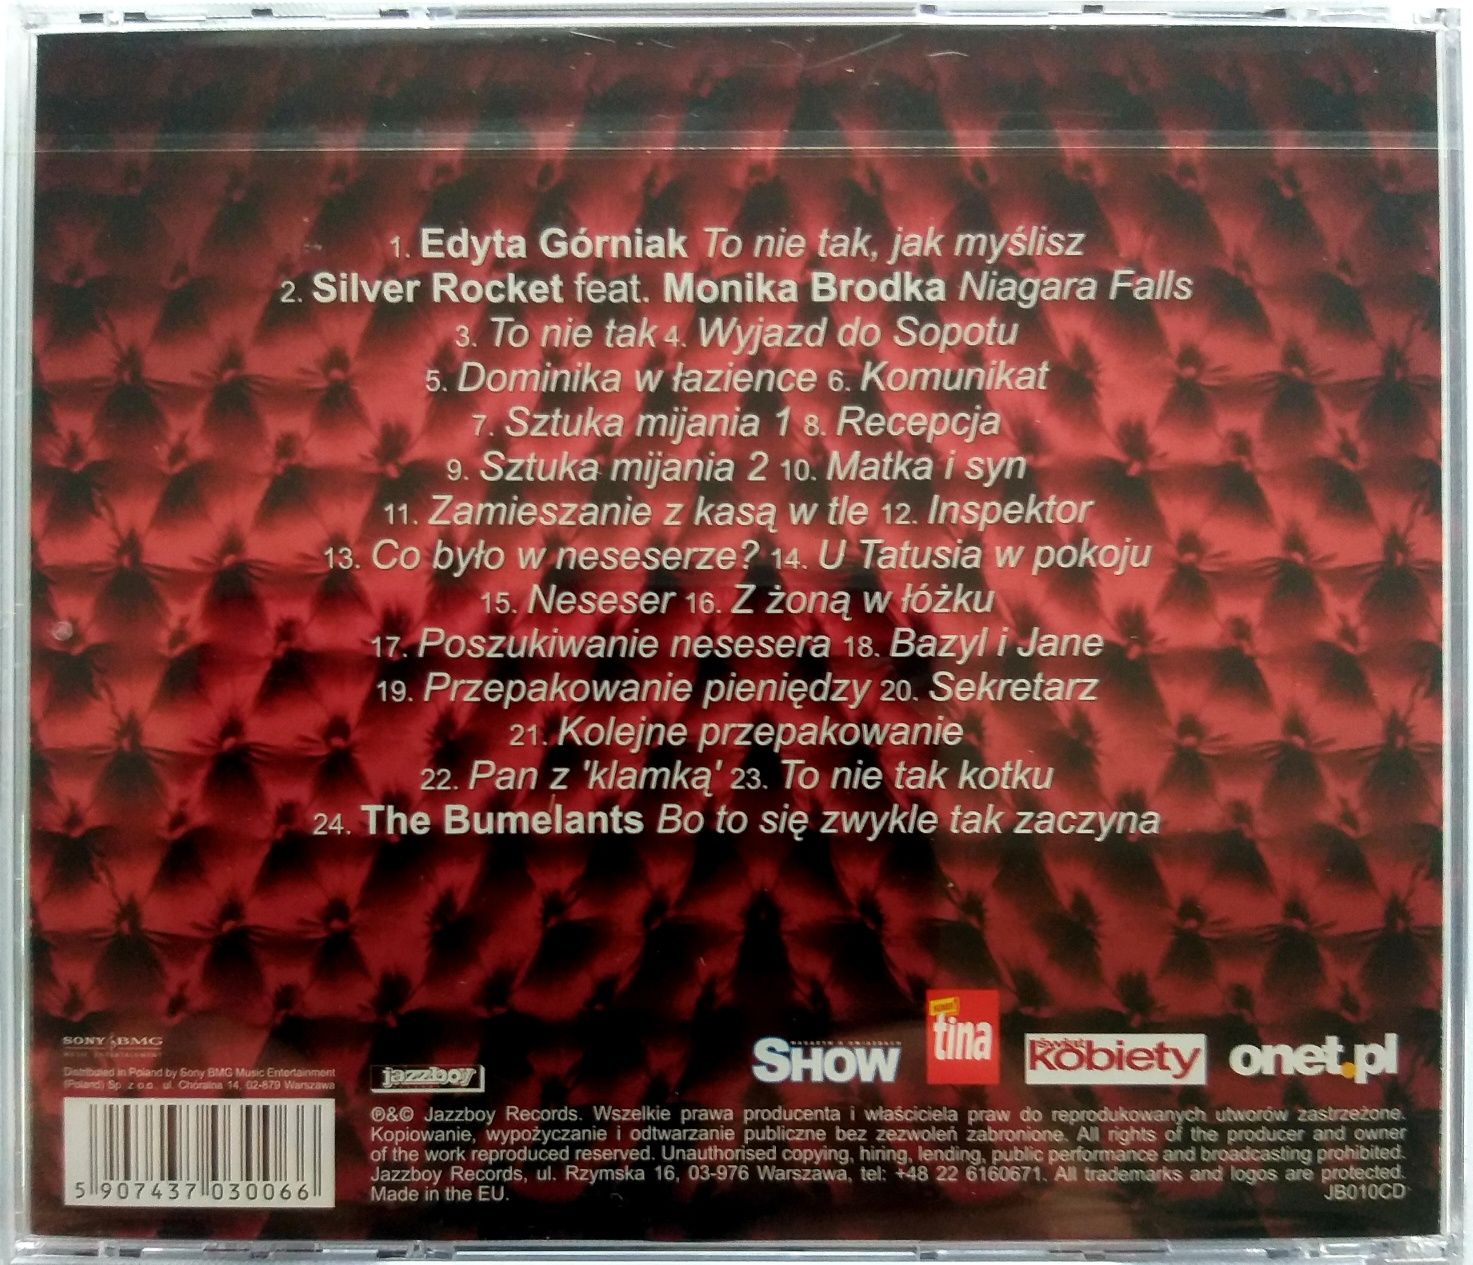 1. Edyta Górniak To nie tak, jak myślisz
2. Silver Rocket feat. Monika Brodka Niagara Falls
3. To nie tak 4. Wyjazd do Sopotu
5. Dominika w łazience 6. Komunikat
7. Sztuka mijania 1 8. Recepcja
9. Sztuka mijania 2 10. Matka i syn
11. Zamieszanie z kasą w tle 12. Inspektor
13. Co było w neseserze? 14. U Tatusia w pokoju
15. Neseser 16. Z żoną w łóżku
17. Poszukiwanie nesesera 18. Bazyl i Jane
19. Przepakowanie pieniędzy 20. Sekretarz
21. Kolejne przepakowanie
22. Pan z 'klamką' 23. To nie tak kotku
24. The Bumelants Bo to się zwykle tak zaczyna
SONY BMG
MUSIC ENTERTAINMENT
Distributed in Poland by Sony BMG Music Entertainment
(Poland) Sp. z o.o. ul. Chóralna 14, 02-879 Warszawa
5 907437 030066
jazzboy
SHOW
tina
świat
kobiety
onet.pl
℗&© Jazzboy Records. Wszelkie prawa producenta i właściciela praw do reprodukowanych utworów zastrzeżone.
Kopiowanie, wypożyczanie i odtwarzanie publiczne bez zezwoleń zabronione. All rights of the producer and owner
of the work reproduced reserved. Unauthorised copying, hiring, lending, public performance and broadcasting prohibited.
Jazzboy Records, ul. Rzymska 16, 03-976 Warszawa, tel: +48 22 6160671. All trademarks and logos are protected.
Made in the EU.
JB010CD